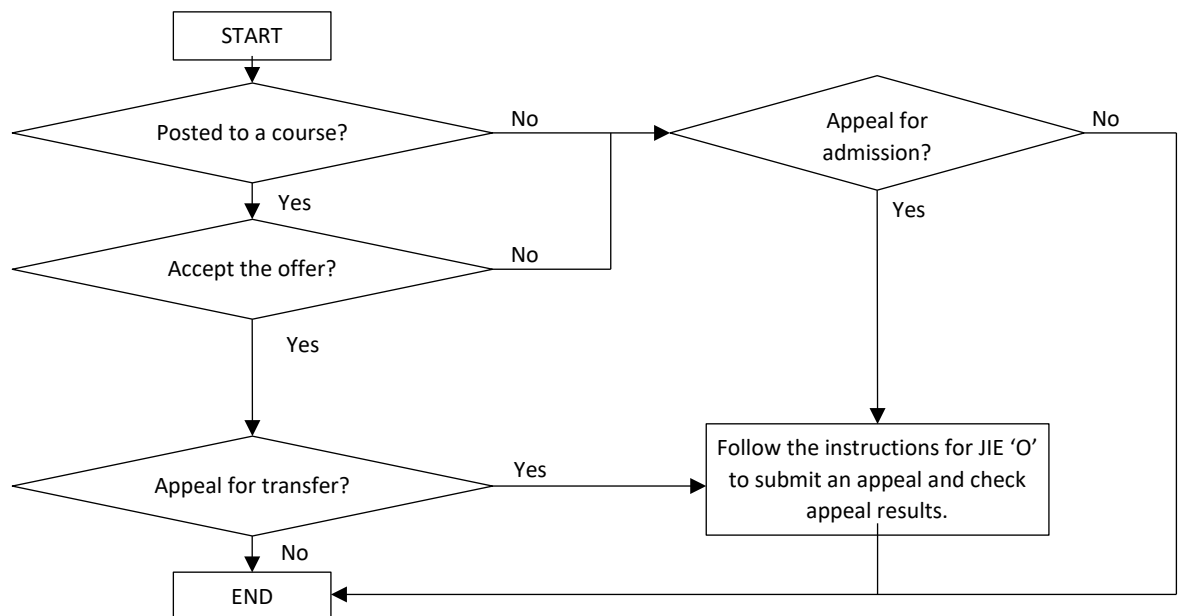 START
Posted to a course?
No
Appeal for
admission?
No
Yes
Yes
Accept the offer?
No
Yes
Follow the instructions for JIE ‘O’
to submit an appeal and check
appeal results.
Appeal for transfer?
Yes
No
END